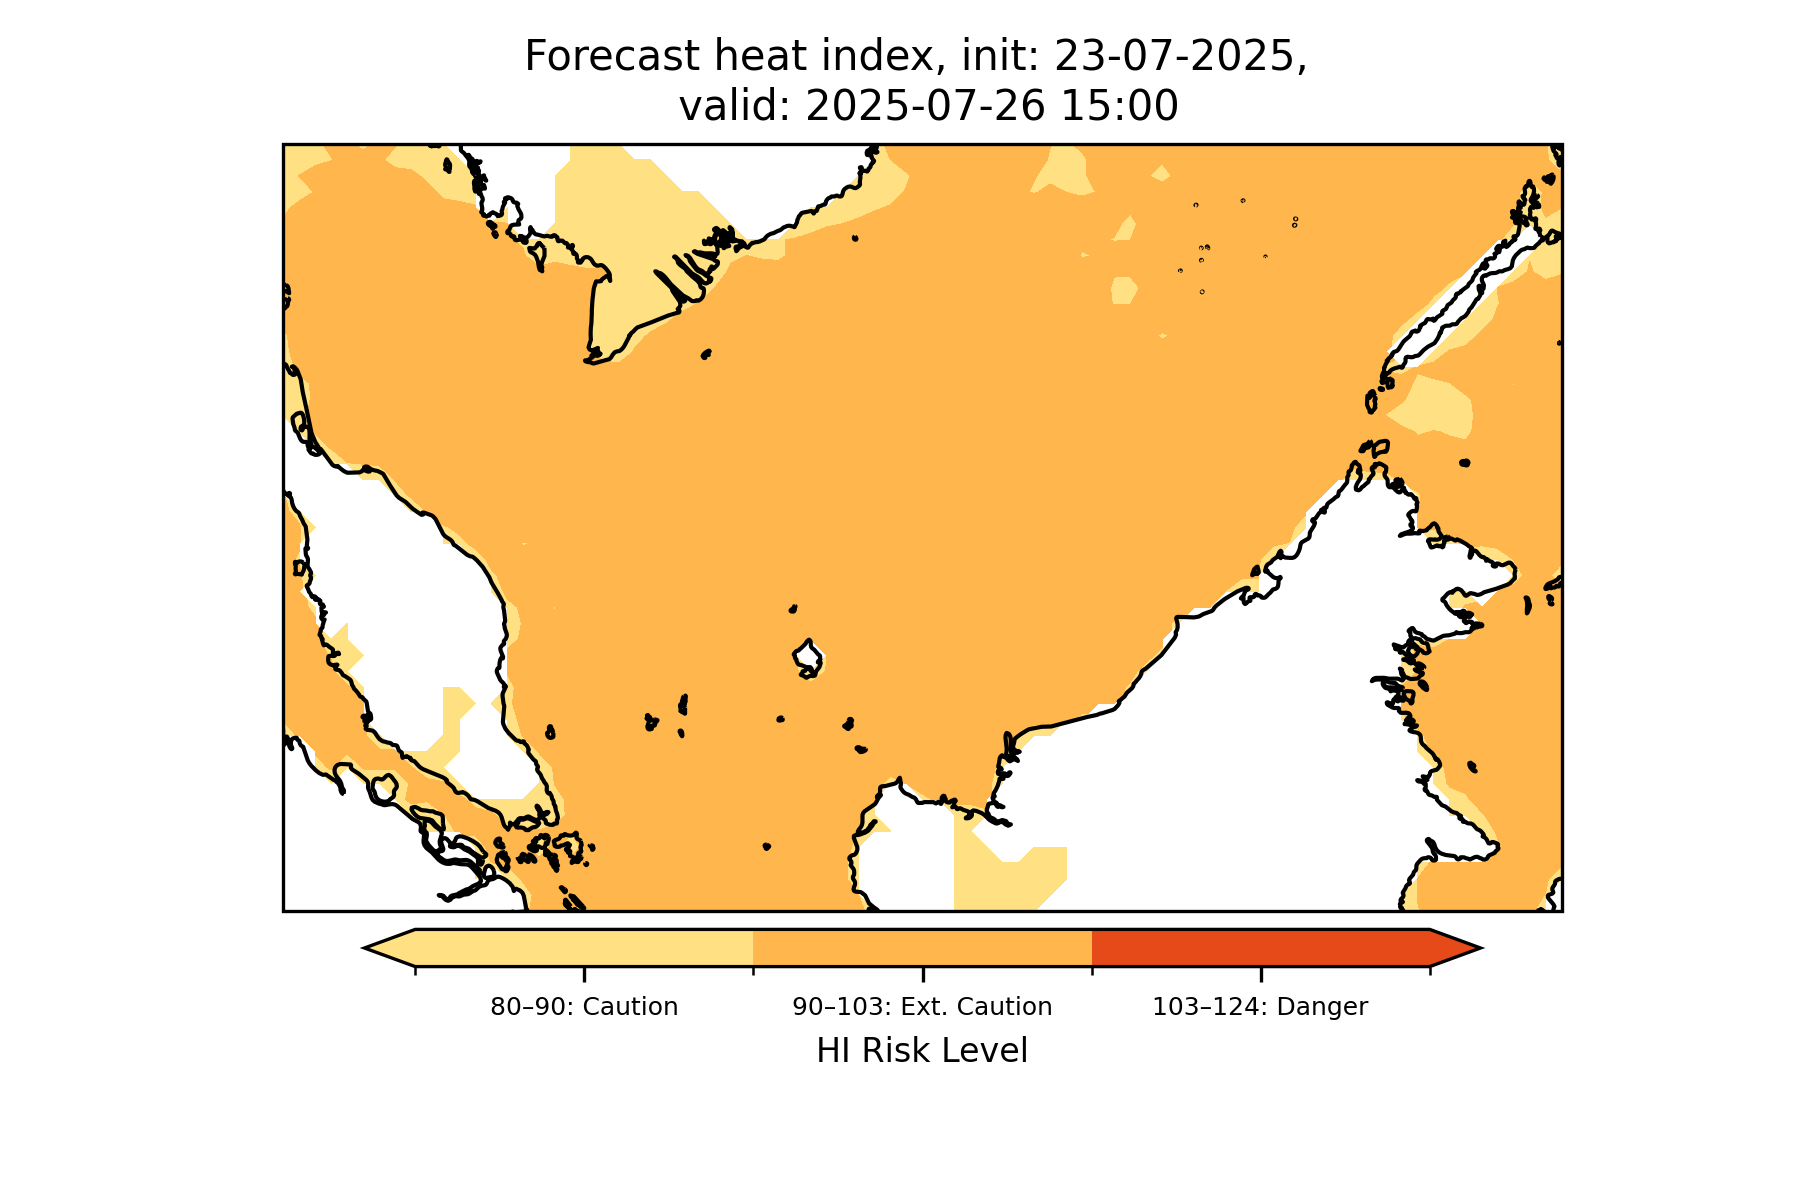 Forecast heat index, init: 23-07-2025,
valid: 2025-07-26 15:00
80–90: Caution
90–103: Ext. Caution
103–124: Danger
HI Risk Level